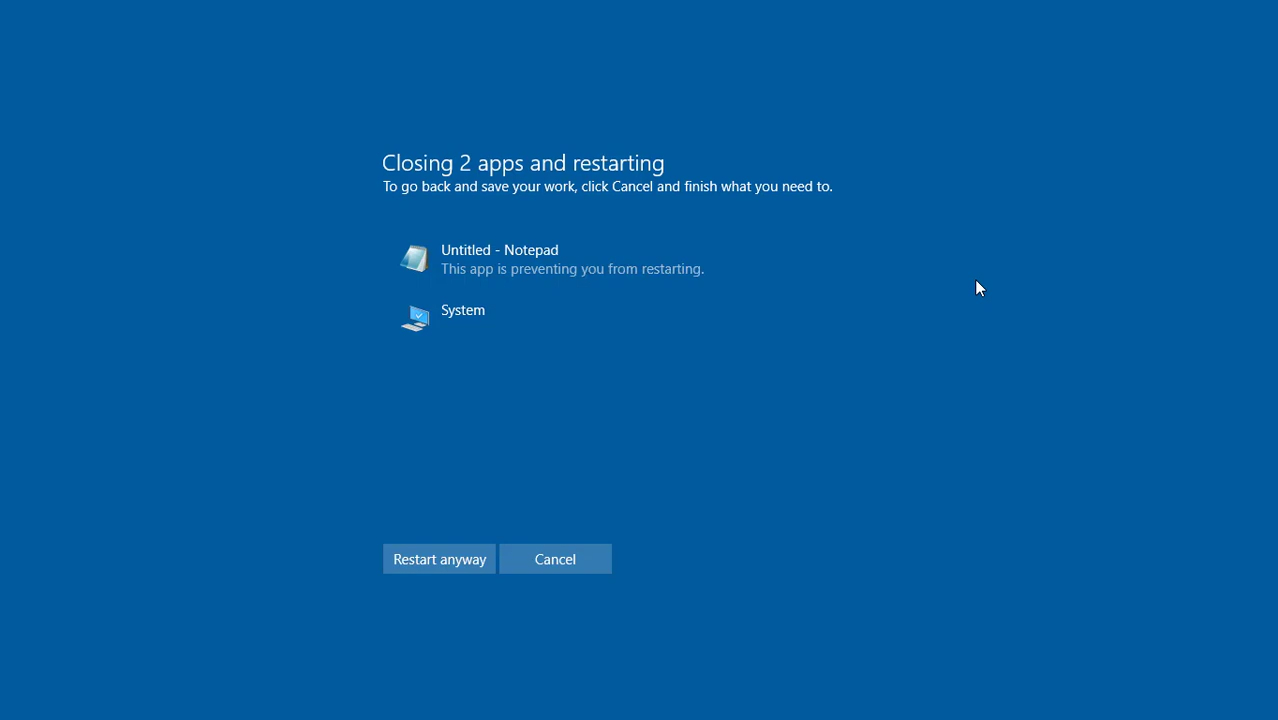 Closing 2 apps and restarting
To go back and save your work, click Cancel and finish what you need to.
Untitled - Notepad
This app is preventing you from restarting.
System
Restart anyway
Cancel